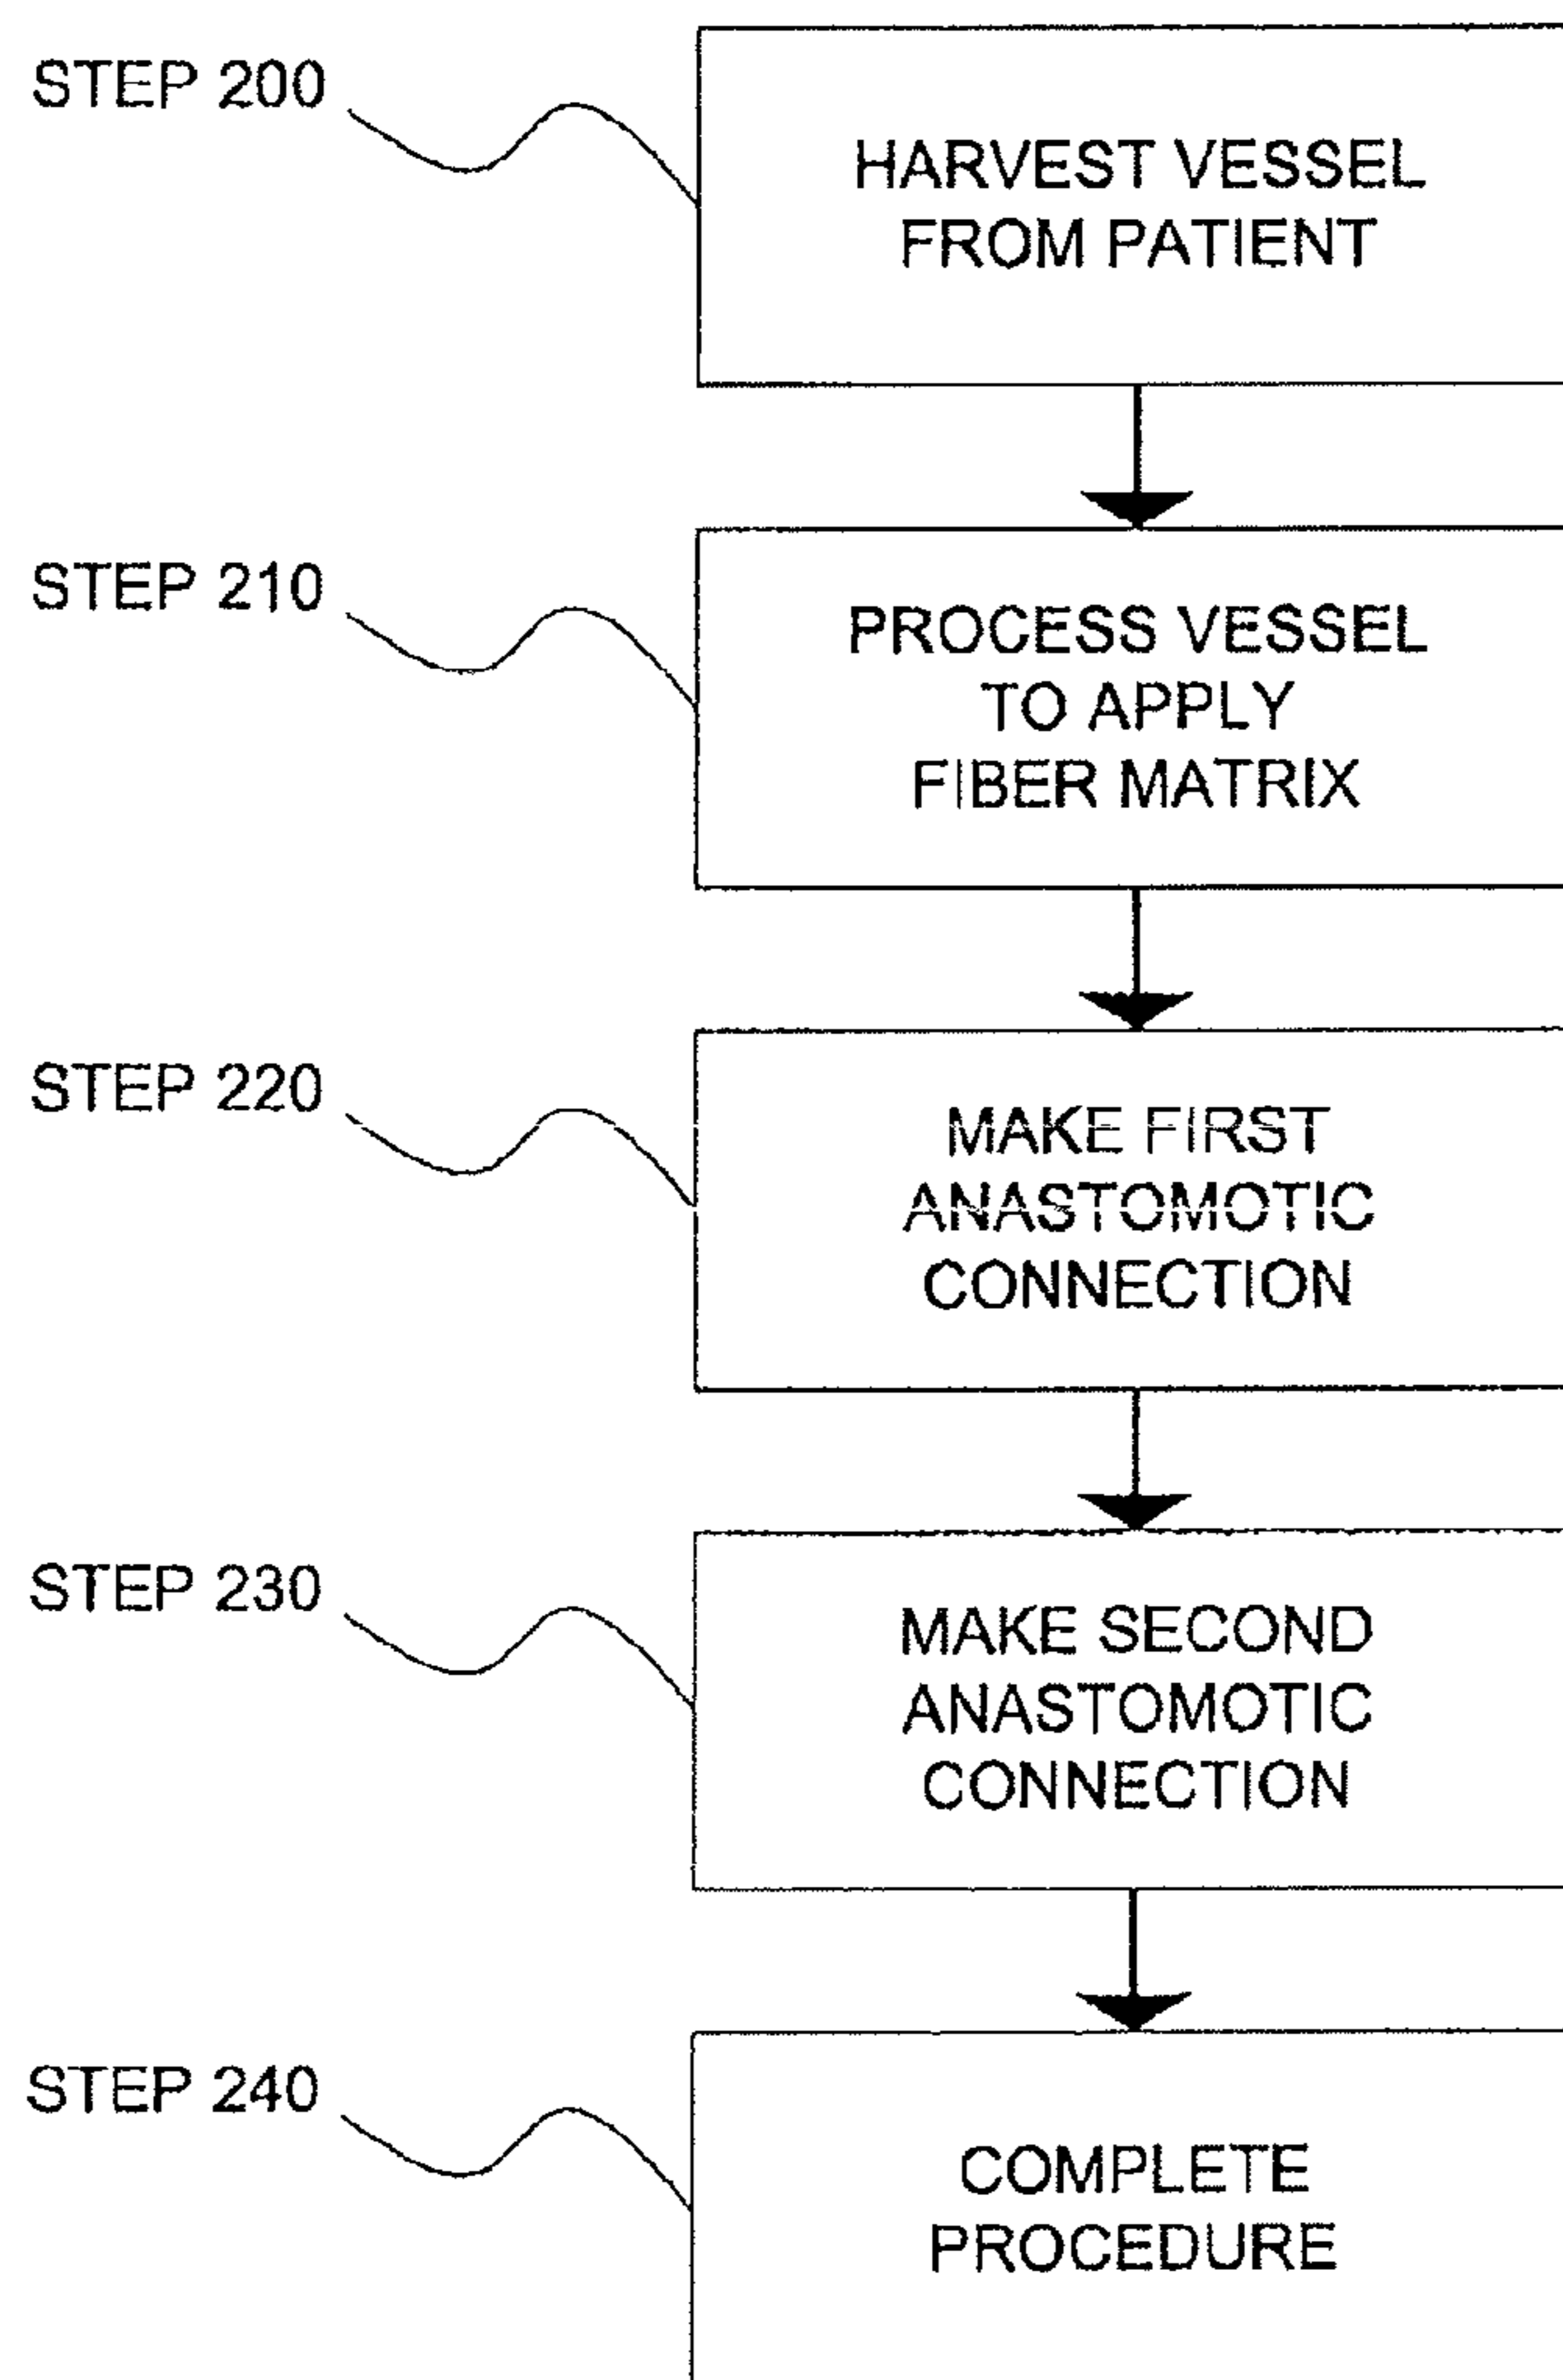 STEP 200
HARVEST VESSEL
FROM PATIENT
STEP 210
PROCESS VESSEL
TO APPLY
FIBER MATRIX
STEP 220
MAKE FIRST
ANASTOMOTIC
CONNECTION
STEP 230
MAKE SECOND
ANASTOMOTIC
CONNECTION
STEP 240
COMPLETE
PROCEDURE